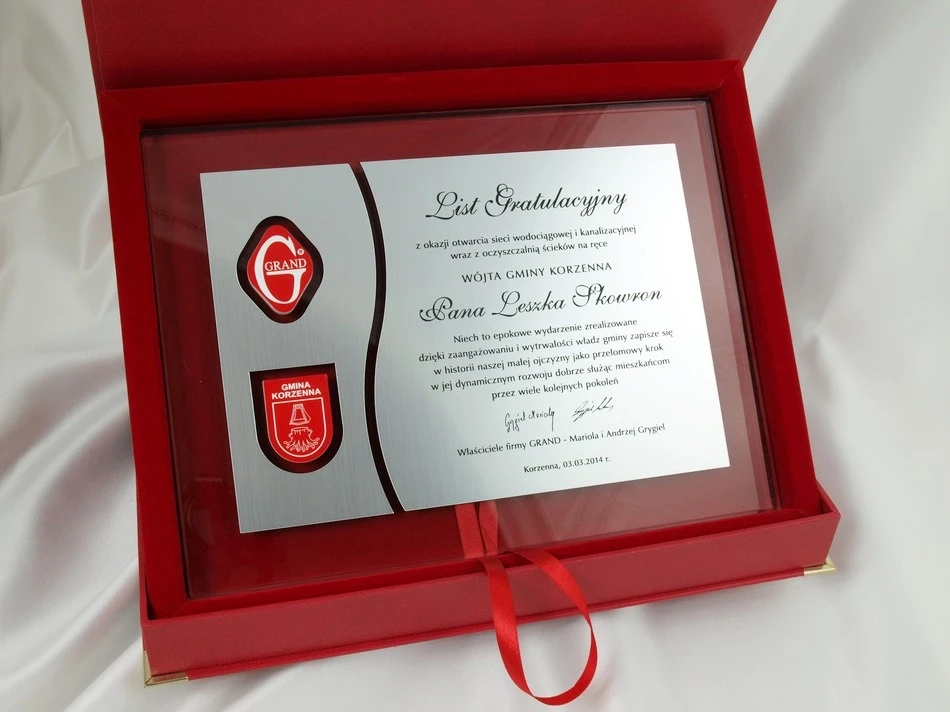 List Gratulacyjny
z okazji otwarcia sieci wodociągowej i kanalizacyjnej
wraz z oczyszczalnią ścieków na ręce
WÓJTA GMINY KORZENNA
Pana Leszka Skowron
Niech to epokowe wydarzenie zrealizowane
dzięki zaangażowaniu i wytrwałości władz gminy zapisze się
w historii naszej małej ojczyzny jako przełomowy krok
w jej dynamicznym rozwoju dobrze służąc mieszkańcom
przez wiele kolejnych pokoleń
Właściciele firmy GRAND - Mariola i Andrzej Grygiel
Korzenna, 03.03.2014 r.
G GRAND ®
GMINA
KORZENNA